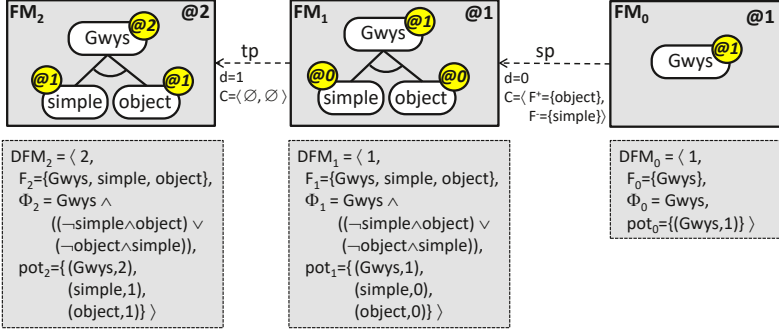 FM₂ @2
Gwys @2
simple @1
object @1
tp
d=1
C=⟨∅, ∅⟩
FM₁ @1
Gwys @1
simple @0
object @0
sp
d=0
C=⟨F⁺={object},
F⁻={simple}⟩
FM₀ @1
Gwys @1
DFM₂ = ⟨ 2,
F₂={Gwys, simple, object},
Φ₂ = Gwys ∧
((¬simple∧object) ∨
(¬object∧simple)),
pot₂={(Gwys,2),
(simple,1),
(object,1)} ⟩
DFM₁ = ⟨ 1,
F₁={Gwys, simple, object},
Φ₁ = Gwys ∧
((¬simple∧object) ∨
(¬object∧simple)),
pot₁={(Gwys,1),
(simple,0),
(object,0)} ⟩
DFM₀ = ⟨ 1,
F₀={Gwys},
Φ₀ = Gwys,
pot₀={(Gwys,1)} ⟩